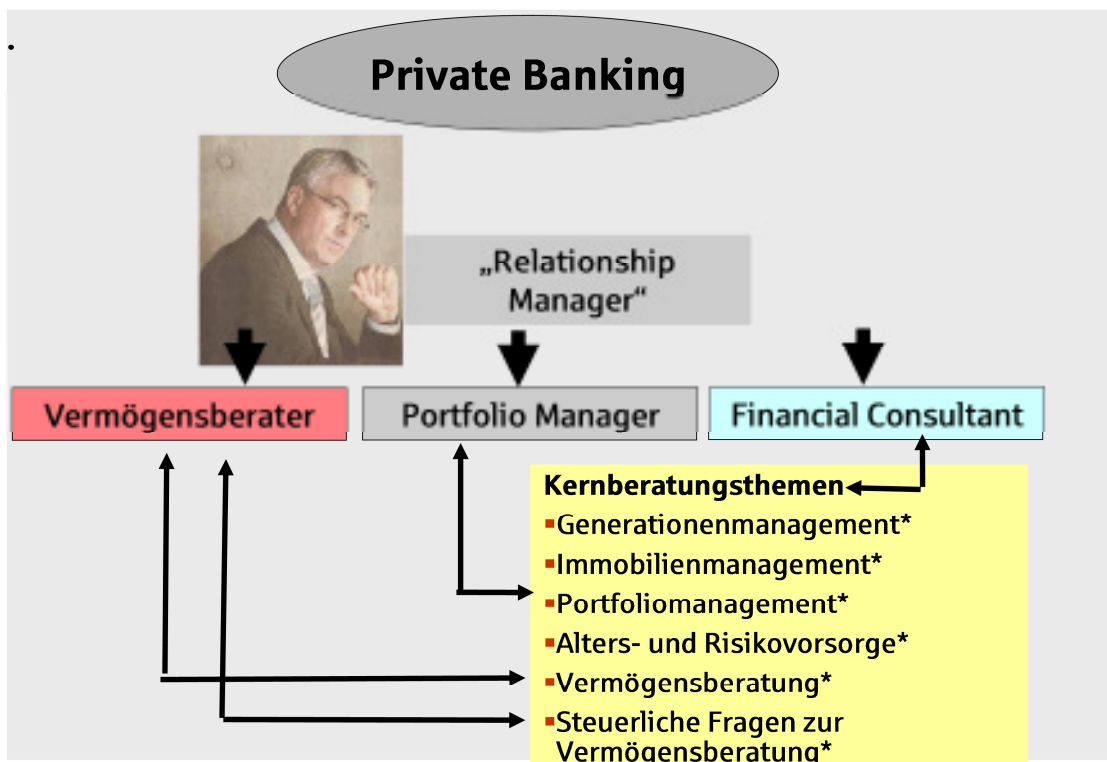 Private Banking
„Relationship
Manager“
Vermögensberater
Portfolio Manager
Financial Consultant
Kernberatungsthemen
▪Generationenmanagement*
▪Immobilienmanagement*
▪Portfoliomanagement*
▪Alters- und Risikovorsorge*
▪Vermögensberatung*
▪Steuerliche Fragen zur
Vermögensberatung*